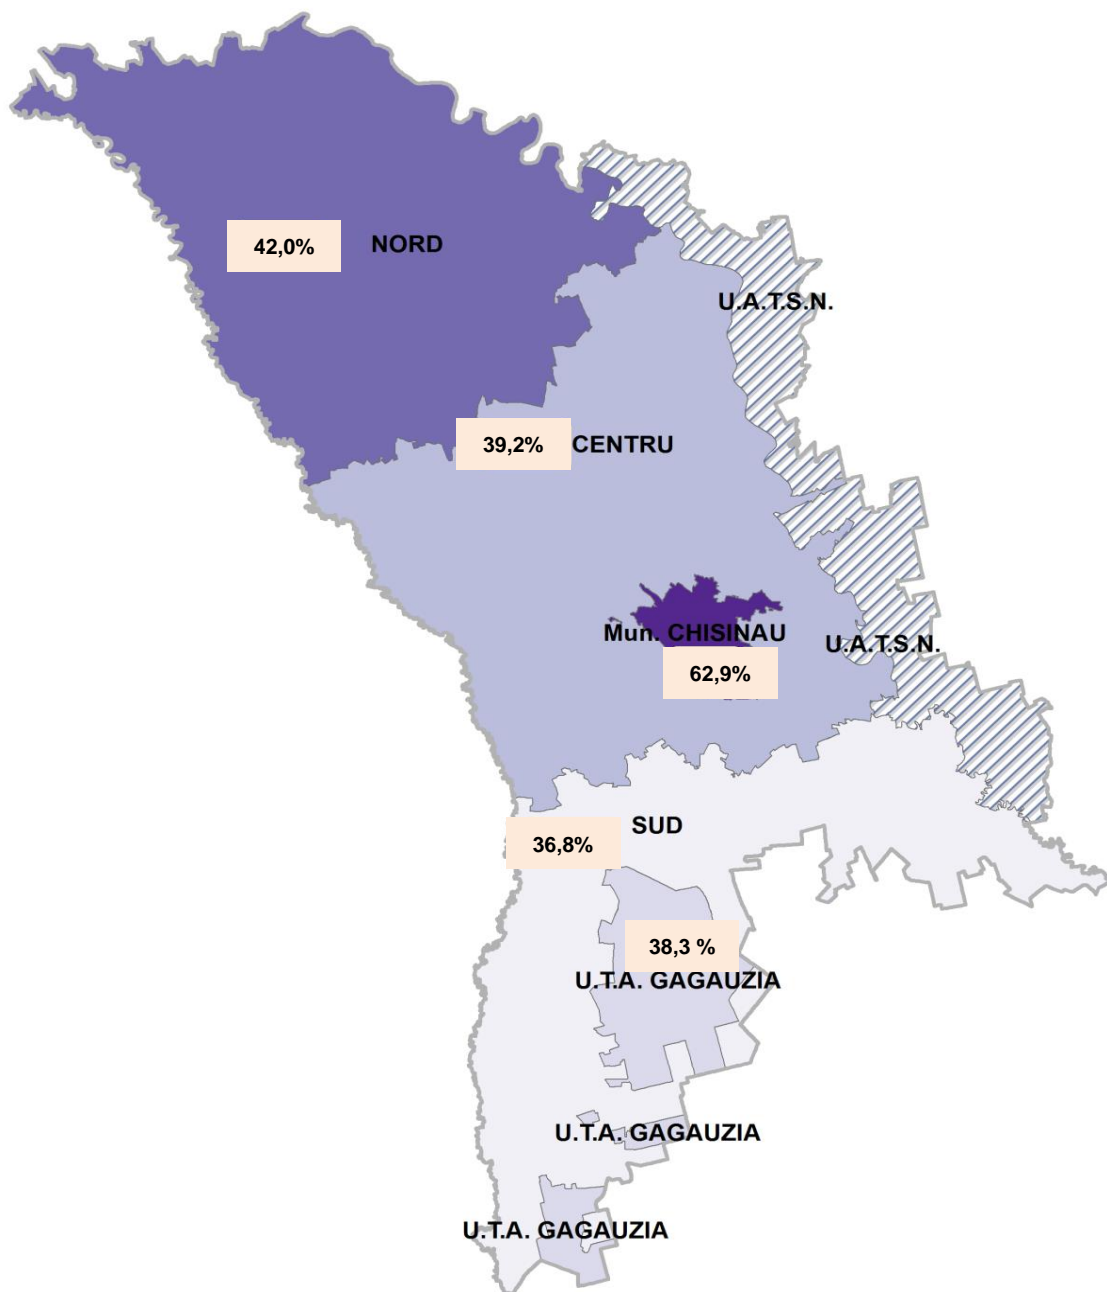 42,0% NORD
U.A.T.S.N.
39,2% CENTRU
Mun. CHISINAU
U.A.T.S.N.
62,9%
SUD
36,8%
38,3 %
U.T.A. GAGAUZIA
U.T.A. GAGAUZIA
U.T.A. GAGAUZIA